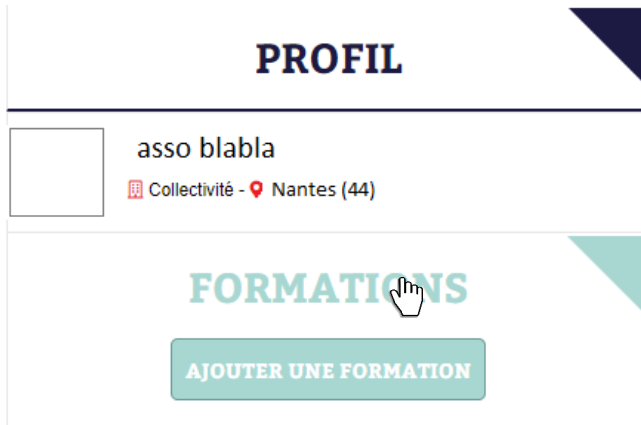 PROFIL
asso blabla
Collectivité - Nantes (44)
FORMATIONS
AJOUTER UNE FORMATION